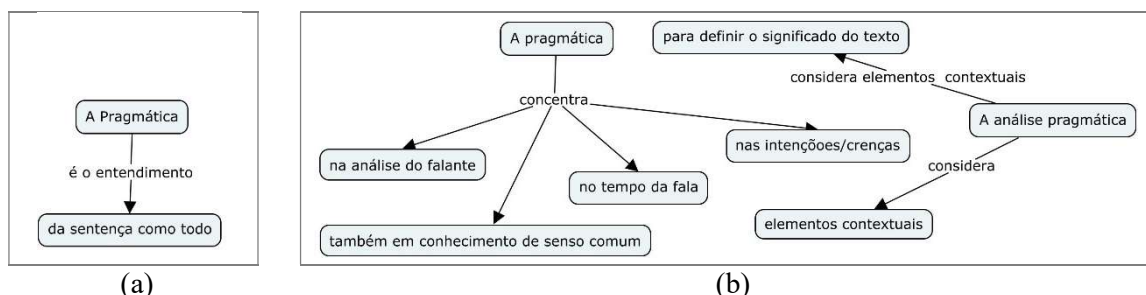 A Pragmática
é o entendimento
da sentença como todo
(a)
A pragmática
concentra
na análise do falante
também em conhecimento de senso comum
no tempo da fala
nas intençõoes/crenças
para definir o significado do texto
considera elementos contextuais
A análise pragmática
considera
elementos contextuais
(b)